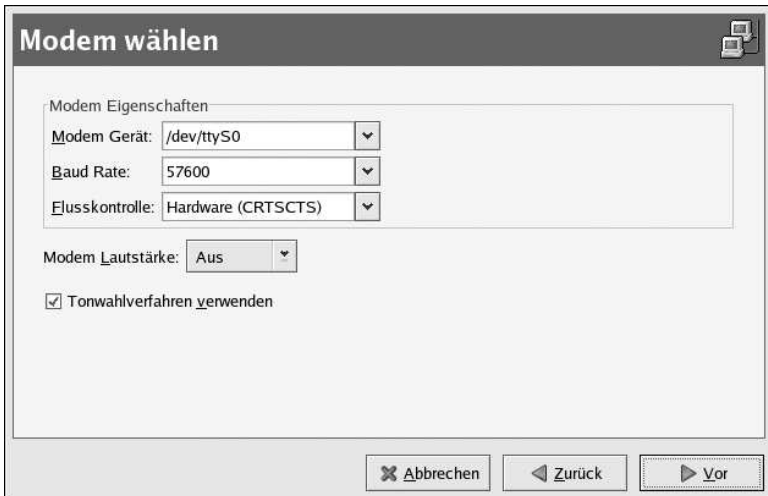 Modem wählen
Modem Eigenschaften
Modem Gerät: /dev/ttyS0
Baud Rate: 57600
Flusskontrolle: Hardware (CRTSCTS)
Modem Lautstärke: Aus
Tonwahlverfahren verwenden
Abbrechen Zurück Vor